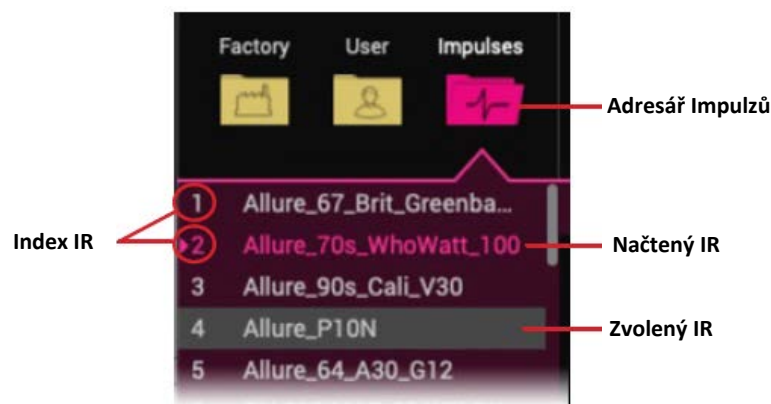 Factory User Impulses
Adresář Impulzů
1 Allure_67_Brit_Greenba...
Index IR
2 Allure_70s_WhoWatt_100
Načtený IR
3 Allure_90s_Cali_V30
4 Allure_P10N
Zvolený IR
5 Allure_64_A30_G12